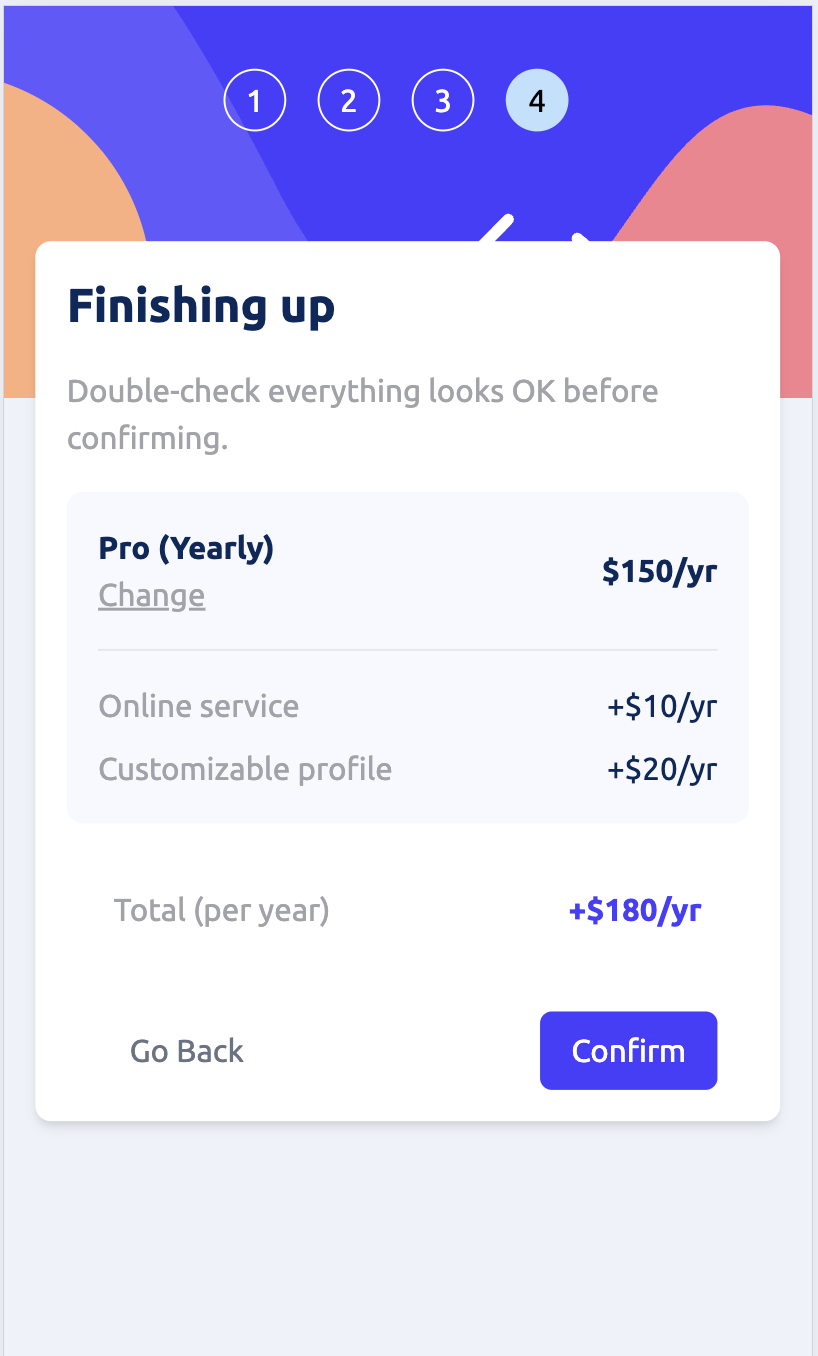 1 2 3 4
Finishing up
Double-check everything looks OK before
confirming.
Pro (Yearly)
$150/yr
Change
Online service +$10/yr
Customizable profile +$20/yr
Total (per year) +$180/yr
Go Back Confirm